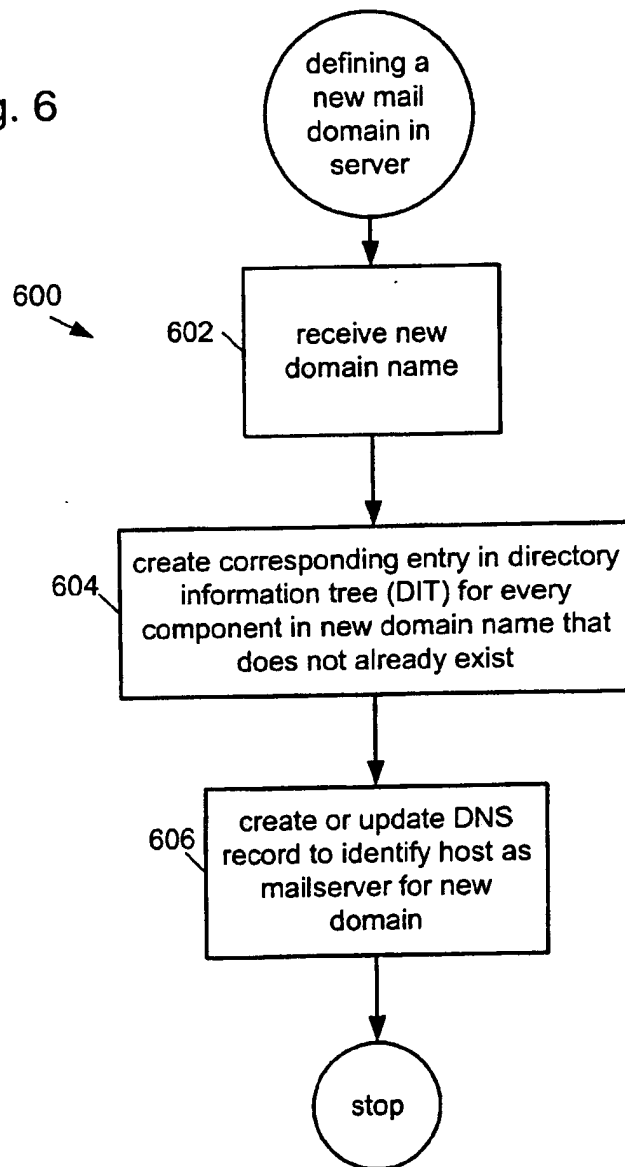 g. 6
defining a
new mail
domain in
server
600
602
receive new
domain name
604
create corresponding entry in directory
information tree (DIT) for every
component in new domain name that
does not already exist
606
create or update DNS
record to identify host as
mailserver for new
domain
stop